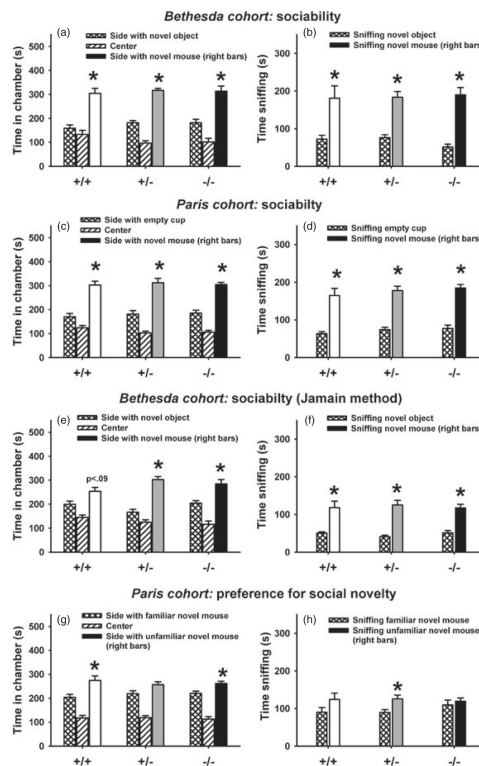 Bethesda cohort: sociability
(a)
Side with novel object
Center
Side with novel mouse (right bars)
Time in chamber (s)
500
400
300
200
100
0
*
*
*
+/+
+/-
-/-
(b)
Sniffing novel object
Sniffing novel mouse (right bars)
Time sniffing (s)
300
200
100
0
*
*
*
+/+
+/-
-/-
Paris cohort: sociabilty
(c)
Side with empty cup
Center
Side with novel mouse (right bars)
Time in chamber (s)
500
400
300
200
100
0
*
*
*
+/+
+/-
-/-
(d)
Sniffing empty cup
Sniffing novel mouse (right bars)
Time sniffing (s)
300
200
100
0
*
*
*
+/+
+/-
-/-
Bethesda cohort: sociabilty (Jamain method)
(e)
Side with novel object
Center
Side with novel mouse (right bars)
Time in chamber (s)
500
400
300
200
100
0
p<.09
*
*
+/+
+/-
-/-
(f)
Sniffing novel object
Sniffing novel mouse (right bars)
Time sniffing (s)
300
200
100
0
*
*
*
+/+
+/-
-/-
Paris cohort: preference for social novelty
(g)
Side with familiar novel mouse
Center
Side with unfamiliar novel mouse
(right bars)
Time in chamber (s)
500
400
300
200
100
0
*
*
+/+
+/-
-/-
(h)
Sniffing familiar novel mouse
Sniffing unfamiliar novel mouse
(right bars)
Time sniffing (s)
300
200
100
0
*
+/+
+/-
-/-